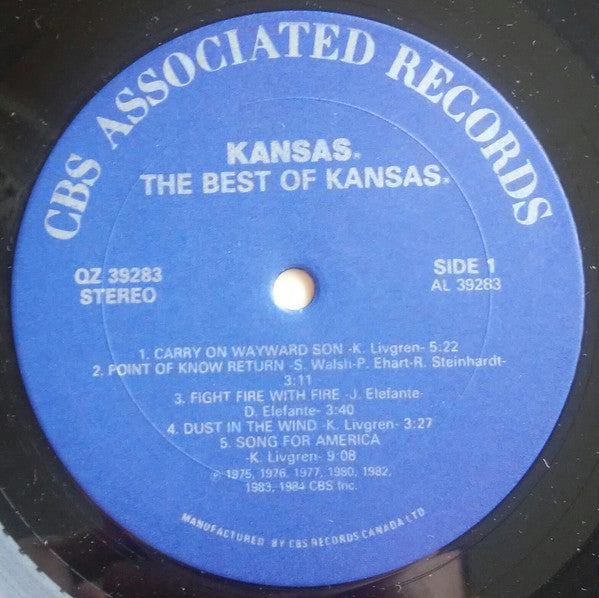 CBS ASSOCIATED RECORDS
KANSAS®
THE BEST OF KANSAS®
QZ 39283
STEREO
SIDE 1
AL 39283
1. CARRY ON WAYWARD SON -K. Livgren- 5:22
2. POINT OF KNOW RETURN -S. Walsh-P. Ehart-R. Steinhardt-
3:11
3. FIGHT FIRE WITH FIRE -J. Elefante-
D. Elefante- 3:40
4. DUST IN THE WIND -K. Livgren- 3:27
5. SONG FOR AMERICA
-K. Livgren- 9:08
℗ 1975, 1976, 1977, 1980, 1982,
1983, 1984 CBS Inc.
MANUFACTURED BY CBS RECORDS CANADA LTD